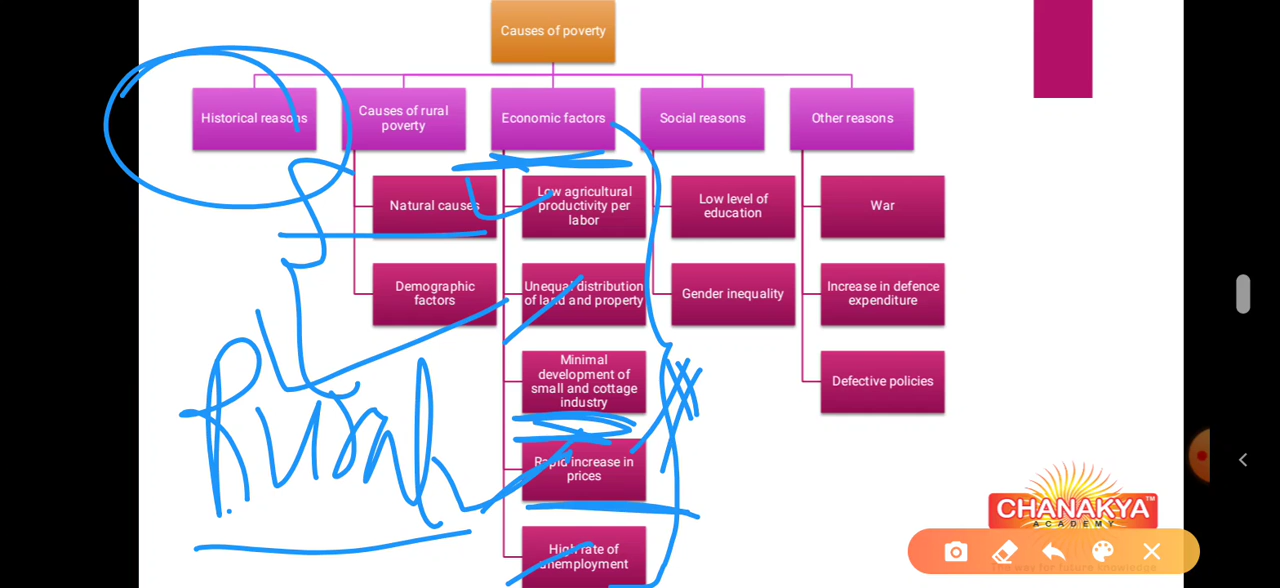 Causes of poverty
Historical reasons
Causes of rural
poverty
Economic factors
Social reasons
Other reasons
Natural causes
Demographic
factors
Low agricultural
productivity per
labor
Unequal distribution
of land and property
Minimal
development of
small and cottage
industry
Rapid increase in
prices
High rate of
unemployment
Low level of
education
Gender inequality
War
Increase in defence
expenditure
Defective policies
Rural
CHANAKYA
TM
ACADEMY